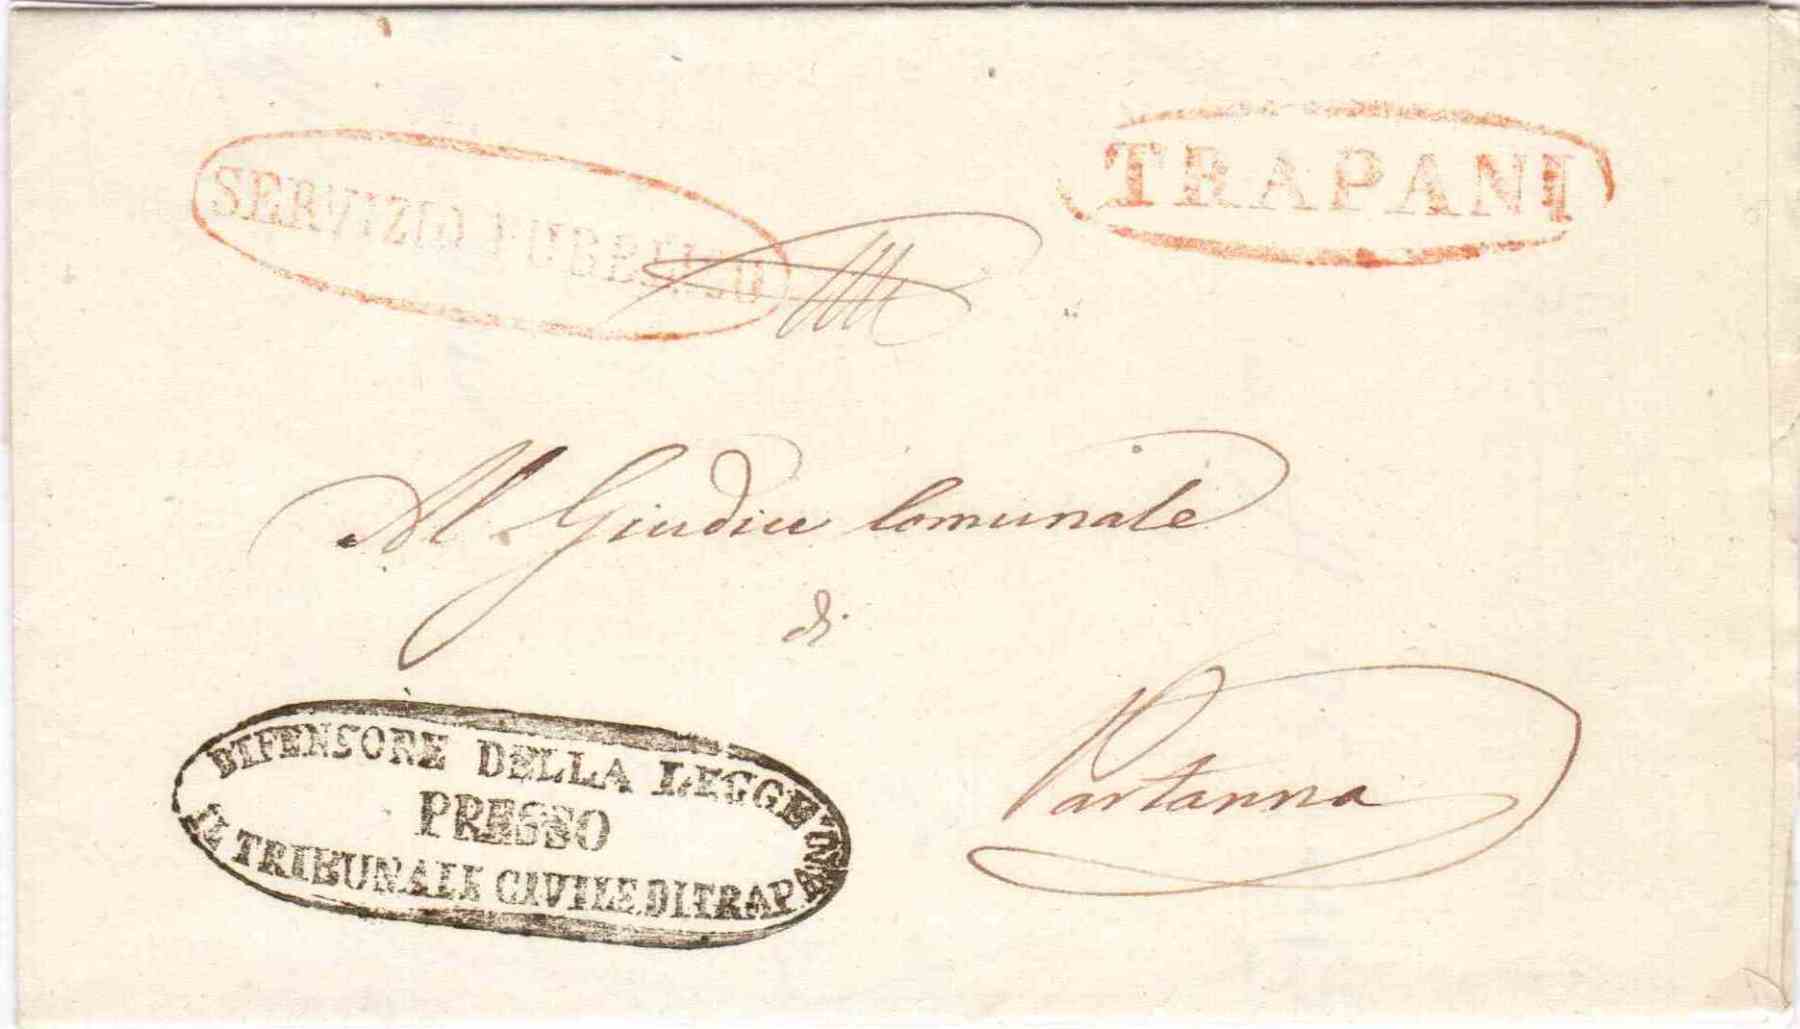 SERVIZIO PUBBLICO
TRAPANI
Al Giudice Comunale
di
Partanna
DIFENSORE DELLA LEGGE
PRESSO
IL TRIBUNALE CIVILE DI TRAPANI